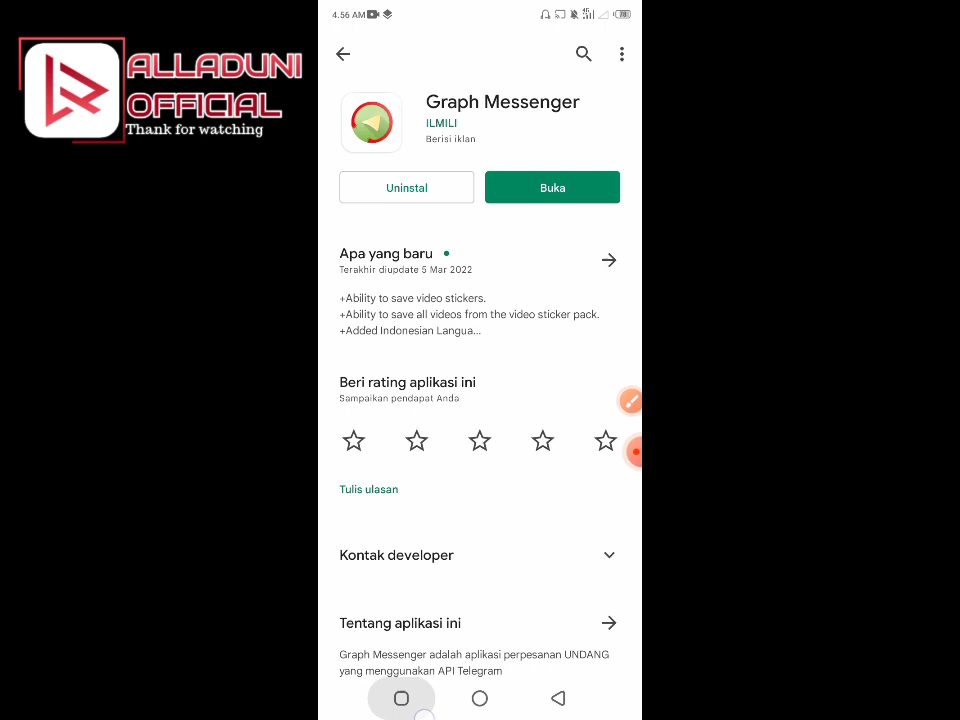 ALLADUNI
OFFICIAL
Thank for watching
4.56 AM
4G
78
Graph Messenger
ILMILI
Berisi iklan
Uninstal
Buka
Apa yang baru
Terakhir diupdate 5 Mar 2022
+Ability to save video stickers.
+Ability to save all videos from the video sticker pack.
+Added Indonesian Langua...
Beri rating aplikasi ini
Sampaikan pendapat Anda
Tulis ulasan
Kontak developer
Tentang aplikasi ini
Graph Messenger adalah aplikasi perpesanan UNDANG
yang menggunakan API Telegram